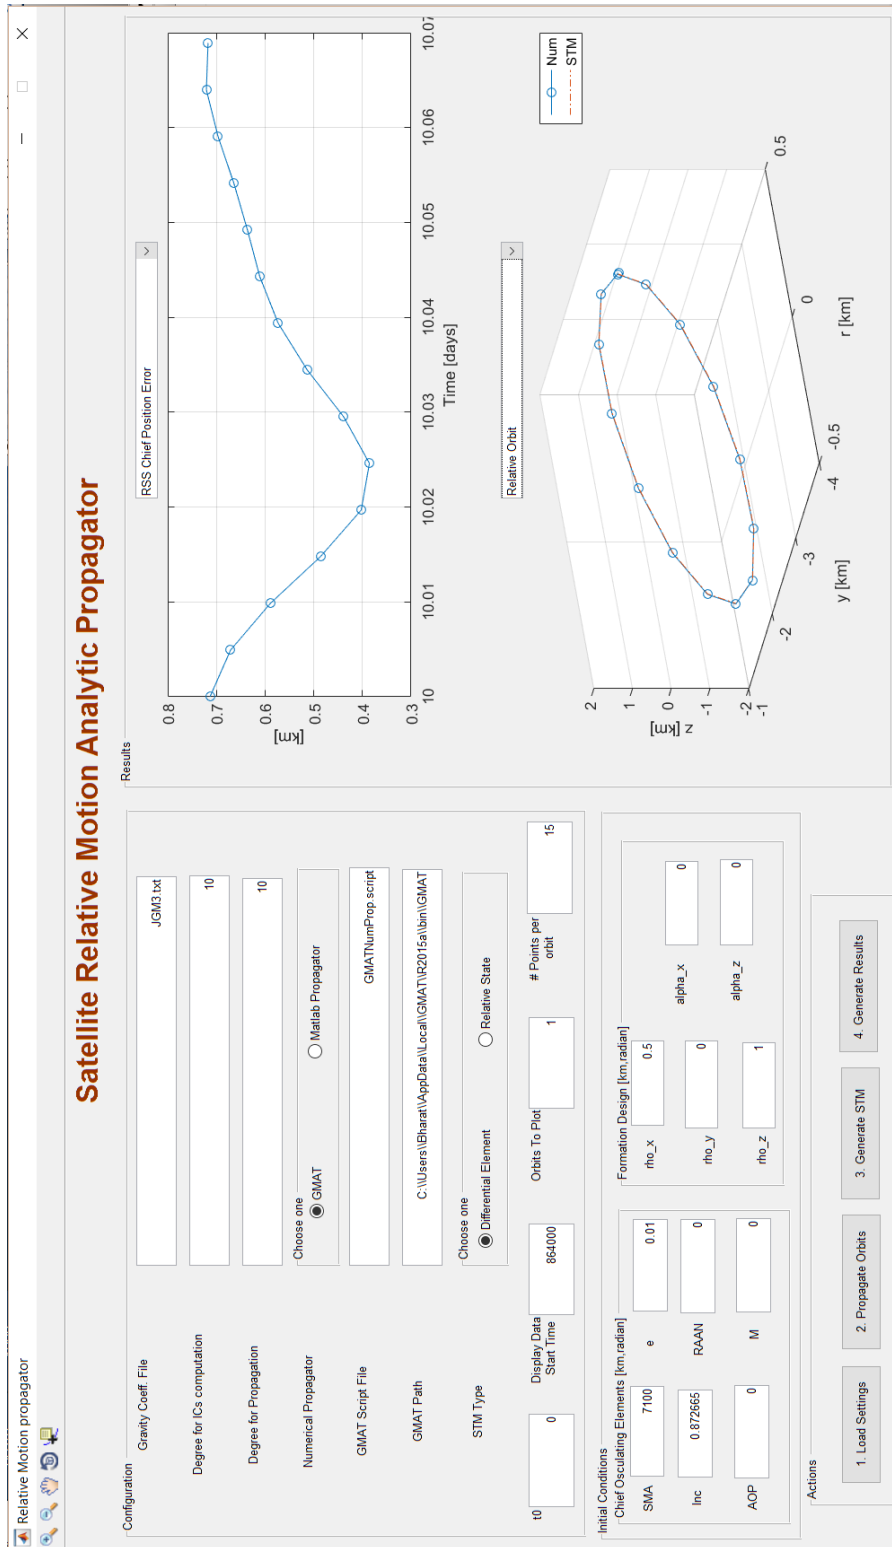 Relative Motion propagator
Satellite Relative Motion Analytic Propagator
Configuration
Gravity Coeff. File
JGM3.txt
Degree for ICs computation
10
Degree for Propagation
10
Numerical Propagator
Choose one
GMAT
Matlab Propagator
GMAT Script File
GMATNumProp.script
GMAT Path
C:\\Users\\Bharat\\AppData\\Local\\GMAT\\R2015a\\bin\\GMAT
STM Type
Choose one
Differential Element
Relative State
t0
0
Display Data
Start Time
864000
Orbits To Plot
1
# Points per
orbit
15
Initial Conditions
Chief Osculating Elements [km,radian]
SMA
7100
e
0.01
Inc
0.872665
RAAN
0
AOP
0
M
0
Formation Design [km,radian]
rho_x
0.5
alpha_x
0
rho_y
0
alpha_z
0
rho_z
1
Actions
1. Load Settings
2. Propagate Orbits
3. Generate STM
4. Generate Results
Results
RSS Chief Position Error
0.8
0.7
0.6
0.5
0.4
0.3
[km]
10
10.01
10.02
10.03
10.04
10.05
10.06
10.07
Time [days]
Relative Orbit
Num
STM
2
1
0
-1
-2
z [km]
-1
-2
-3
-4
y [km]
-0.5
0
0.5
r [km]